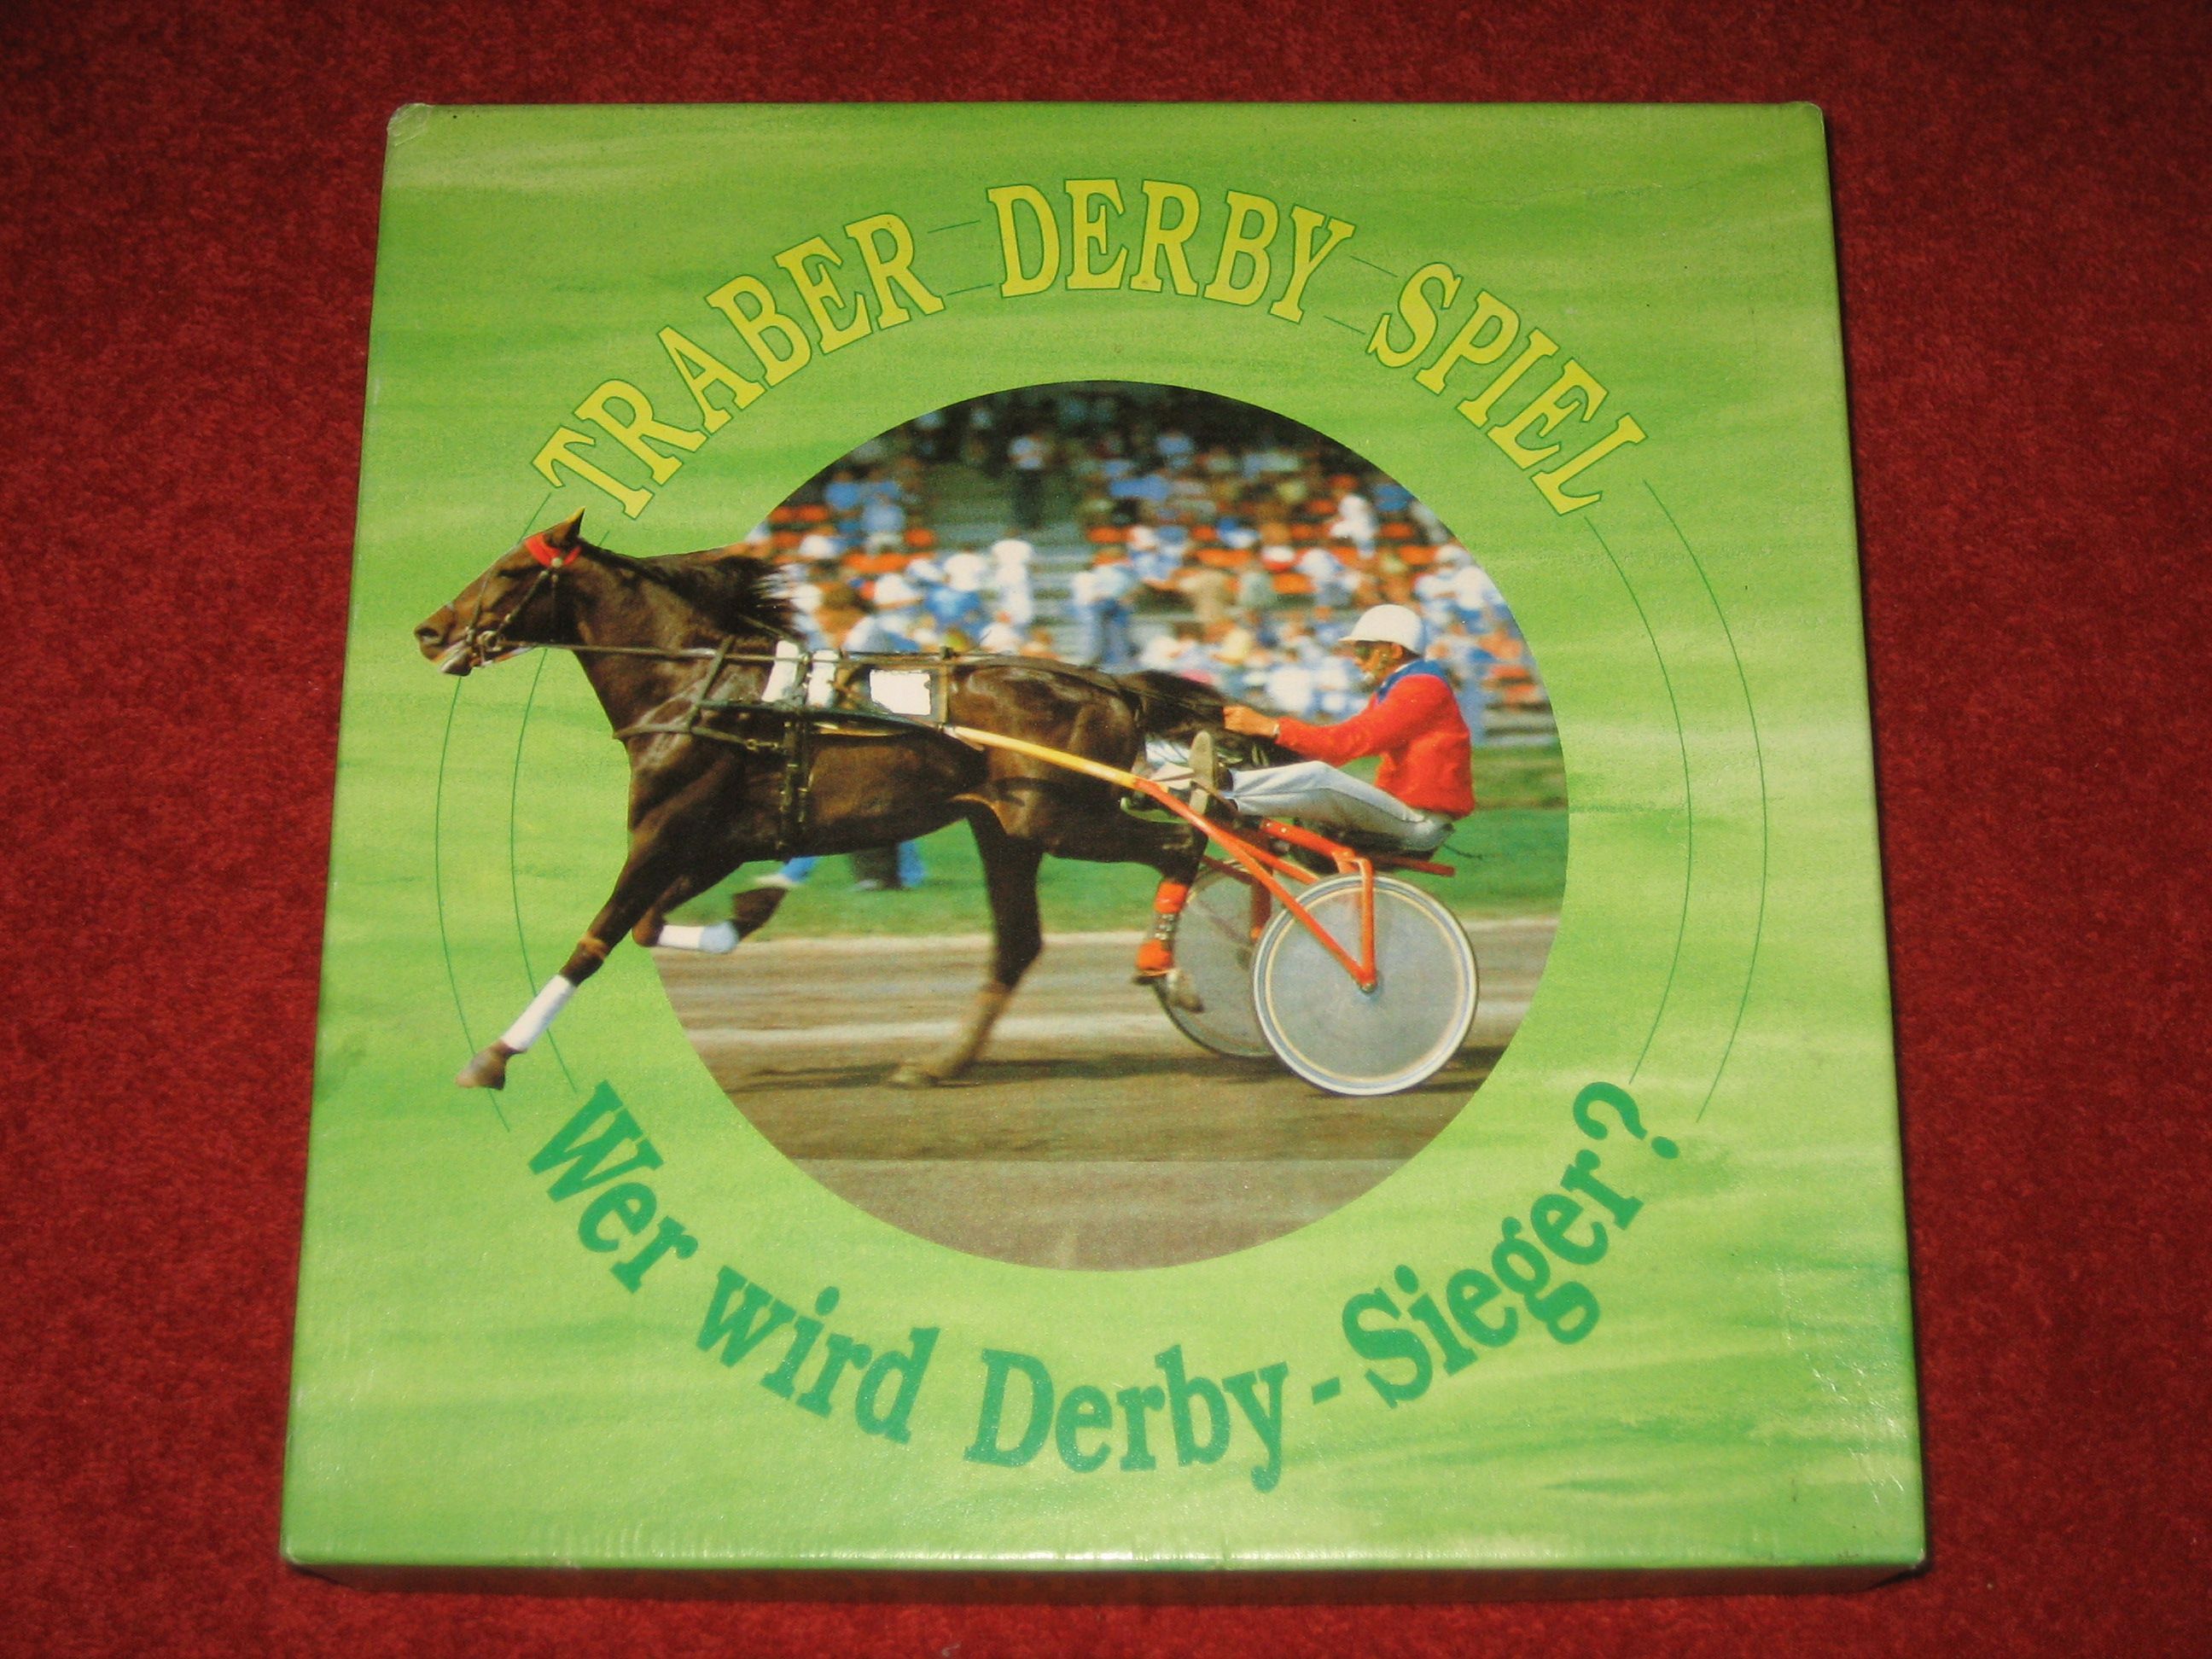 TRABER DERBY SPIEL
Wer wird Derby-Sieger?